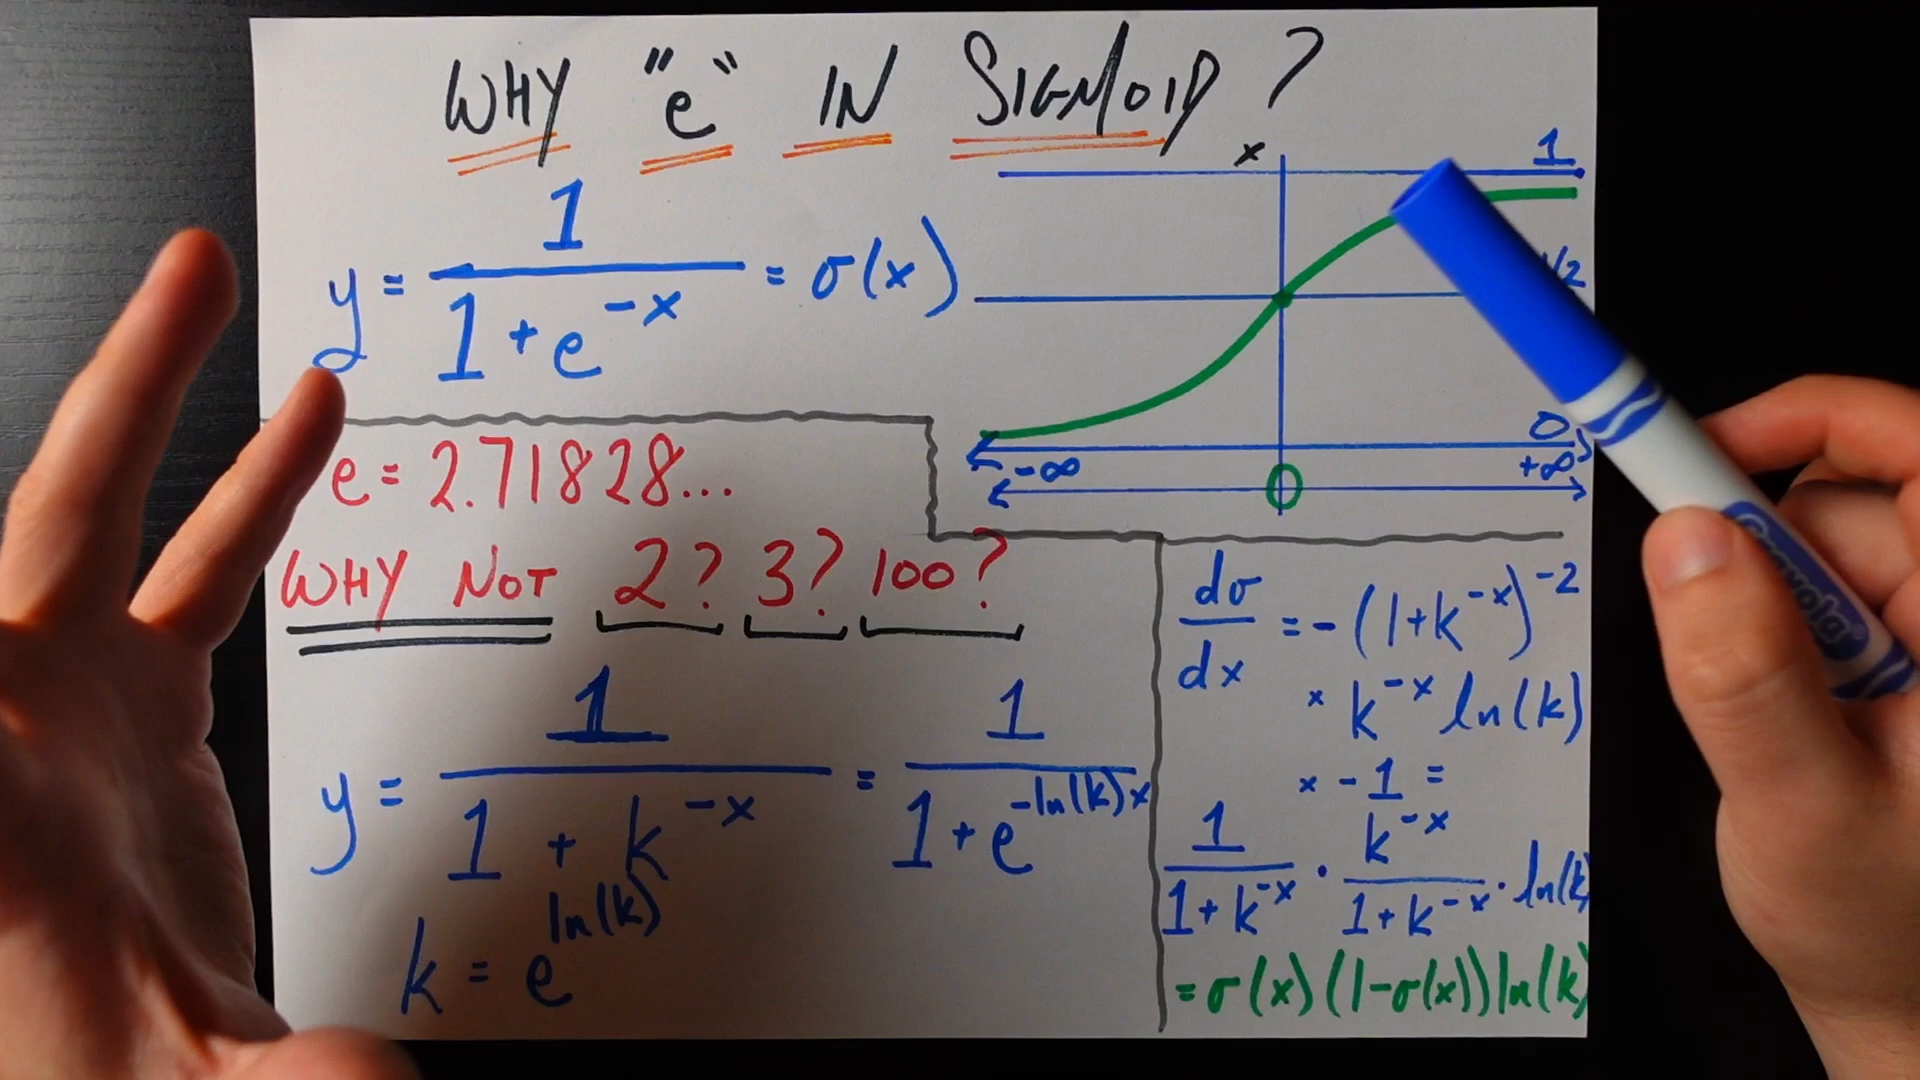 WHY "e" IN SIGMOID?
y = 1 / (1 + e^-x) = σ(x)
x
1
1/2
0
-∞ +∞
0
e = 2.71828...
WHY NOT 2? 3? 100?
y = 1 / (1 + k^-x) = 1 / (1 + e^-ln(k)x)
k = e^ln(k)
dσ/dx = -(1+k^-x)^-2
× k^-x ln(k)
× -1 =
1/(1+k^-x) · k^-x/(1+k^-x) · ln(k)
= σ(x)(1-σ(x))ln(k)
Crayola